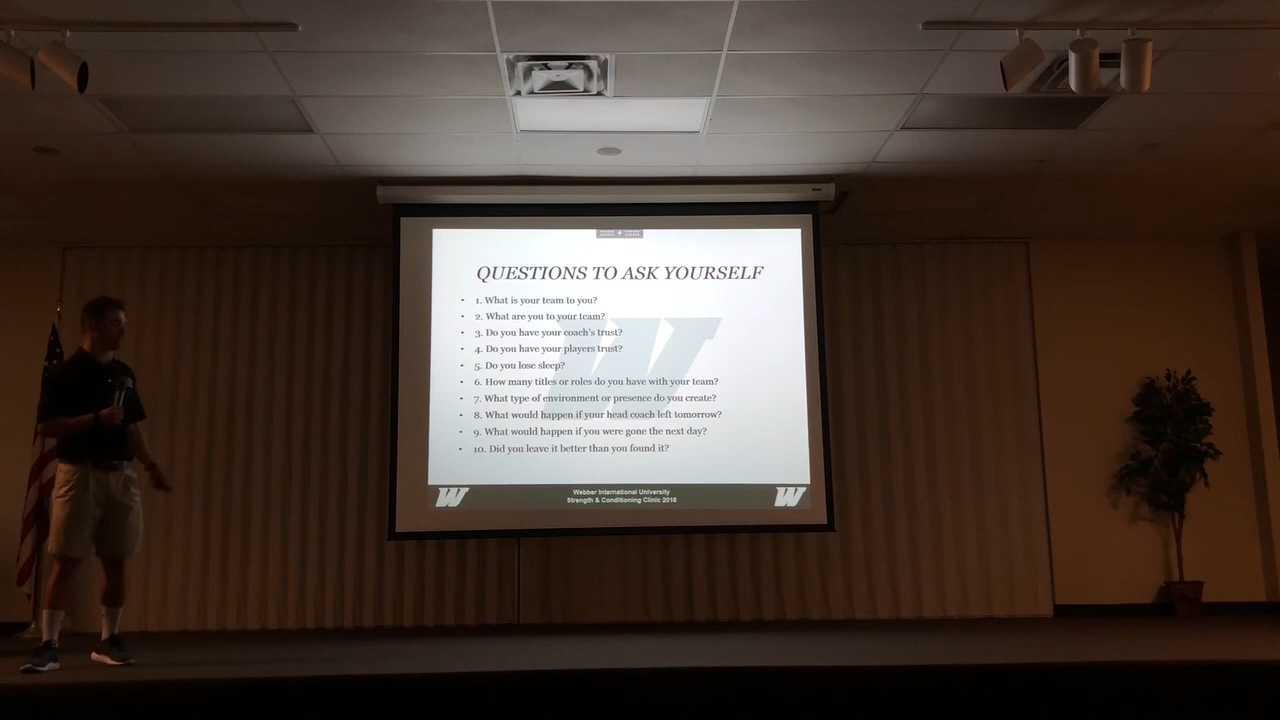 QUESTIONS TO ASK YOURSELF
• 1. What is your team to you?
• 2. What are you to your team?
• 3. Do you have your coach's trust?
• 4. Do you have your players trust?
• 5. Do you lose sleep?
• 6. How many titles or roles do you have with your team?
• 7. What type of environment or presence do you create?
• 8. What would happen if your head coach left tomorrow?
• 9. What would happen if you were gone the next day?
• 10. Did you leave it better than you found it?
W
W
Webber International University
Strength & Conditioning Clinic 2018
W